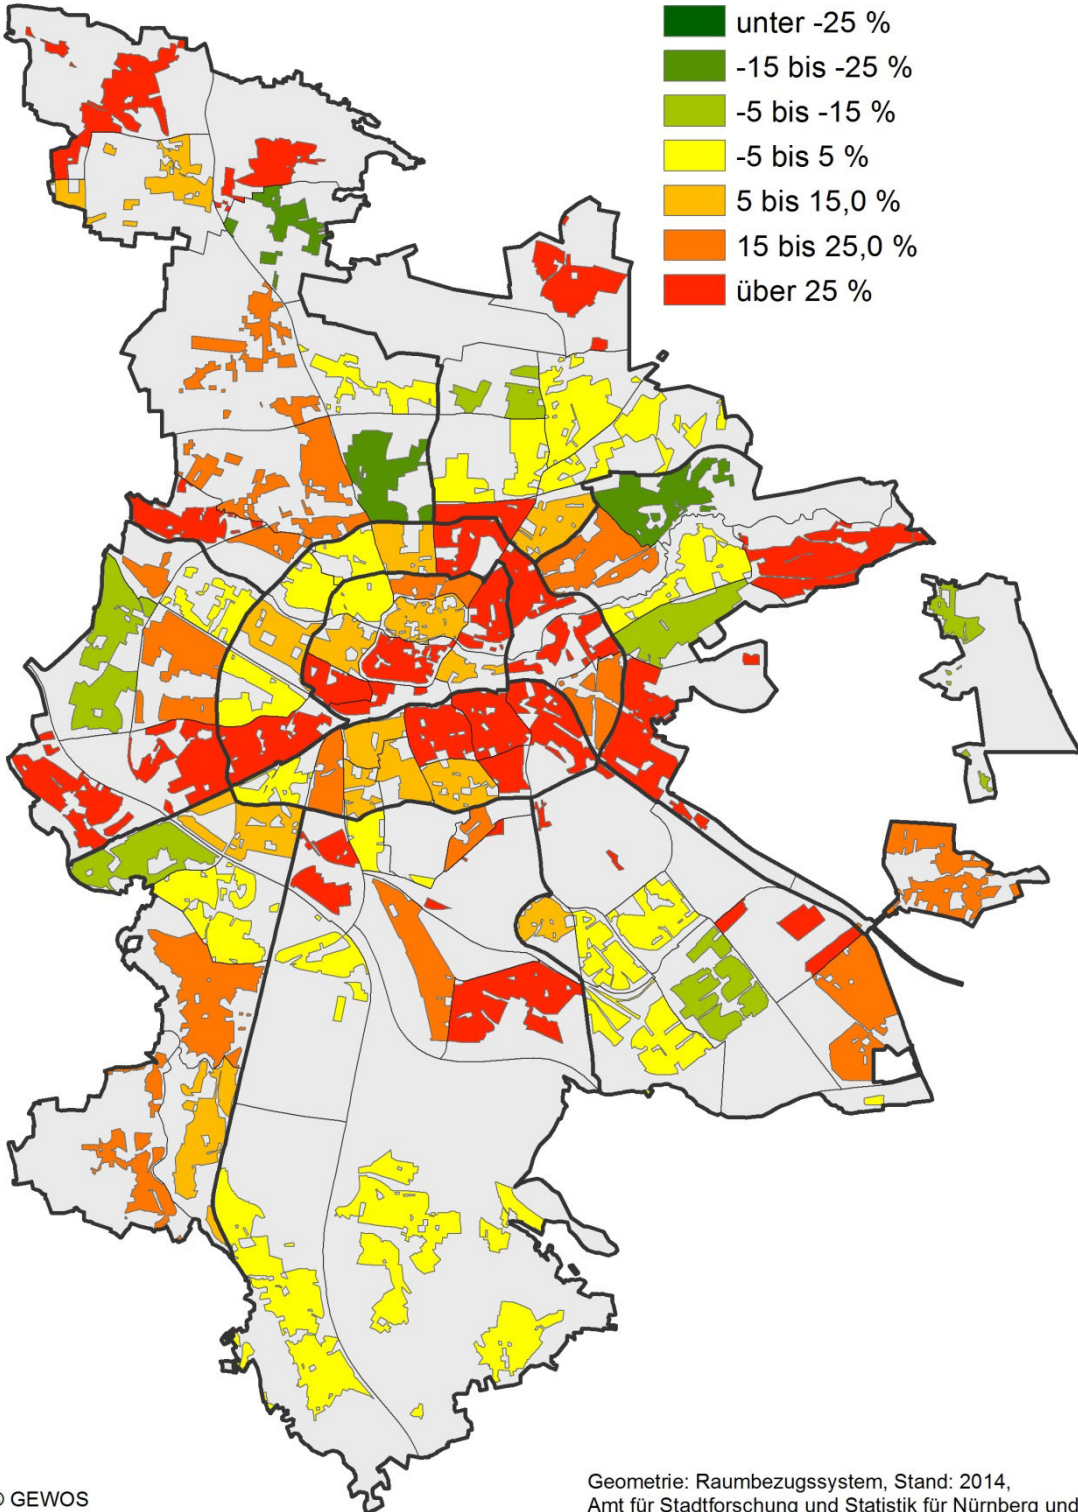 unter -25 %
-15 bis -25 %
-5 bis -15 %
-5 bis 5 %
5 bis 15,0 %
15 bis 25,0 %
über 25 %
GEWOS
Geometrie: Raumbezugssystem, Stand: 2014,
Amt für Stadtforschung und Statistik für Nürnberg und